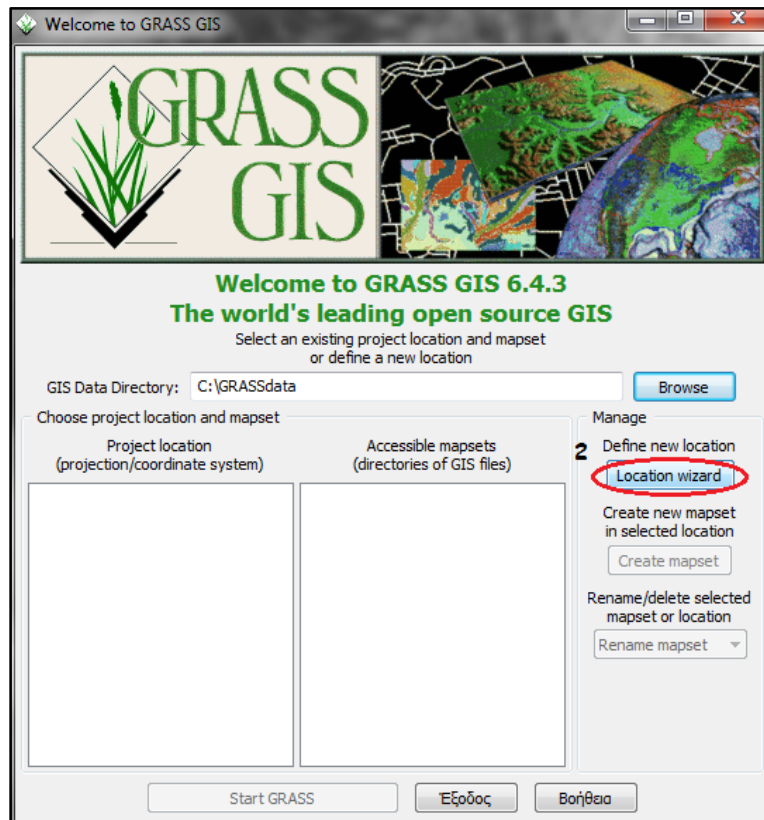 Welcome to GRASS GIS
GRASS
GIS
Welcome to GRASS GIS 6.4.3
The world's leading open source GIS
Select an existing project location and mapset
or define a new location
GIS Data Directory: C:\GRASSdata Browse
Choose project location and mapset
Project location
(projection/coordinate system)
Accessible mapsets
(directories of GIS files)
Manage
2 Define new location
Location wizard
Create new mapset
in selected location
Create mapset
Rename/delete selected
mapset or location
Rename mapset
Start GRASS Έξοδος Βοήθεια